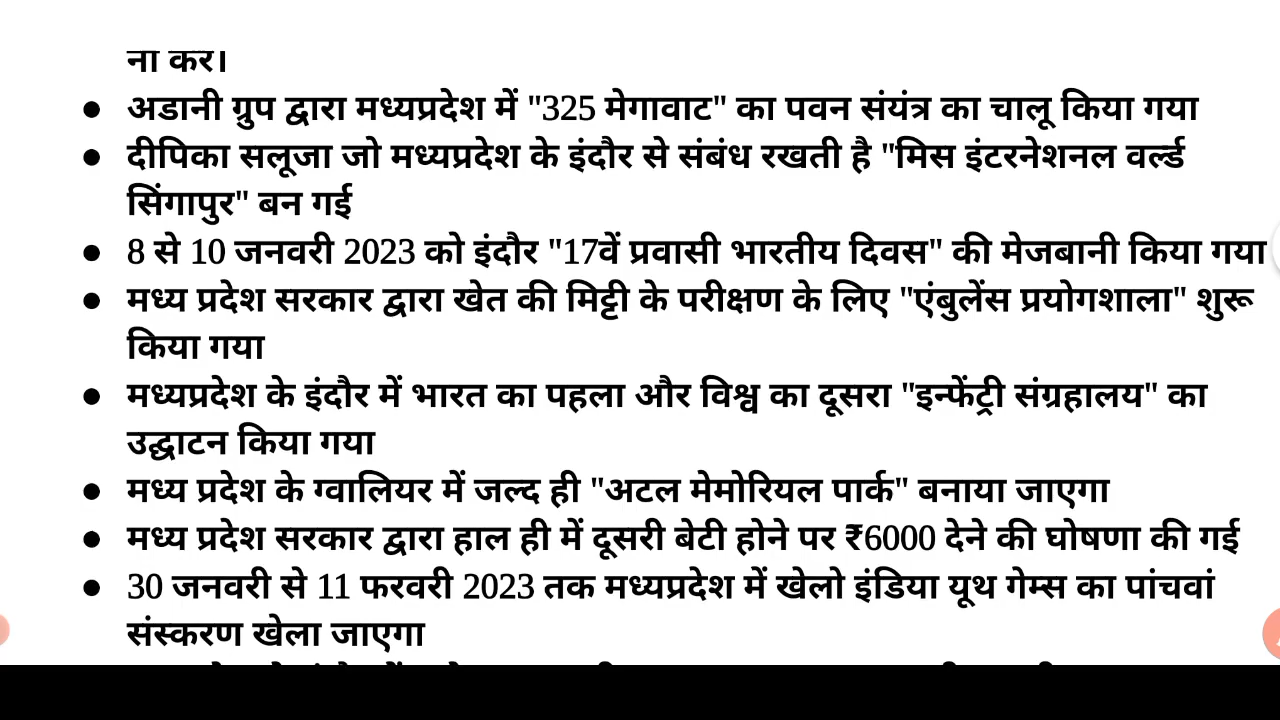 ना कर।
● अडानी ग्रुप द्वारा मध्यप्रदेश में "325 मेगावाट" का पवन संयंत्र का चालू किया गया
● दीपिका सलूजा जो मध्यप्रदेश के इंदौर से संबंध रखती है "मिस इंटरनेशनल वर्ल्ड
सिंगापुर" बन गई
● 8 से 10 जनवरी 2023 को इंदौर "17वें प्रवासी भारतीय दिवस" की मेजबानी किया गया
● मध्य प्रदेश सरकार द्वारा खेत की मिट्टी के परीक्षण के लिए "एंबुलेंस प्रयोगशाला" शुरू
किया गया
● मध्यप्रदेश के इंदौर में भारत का पहला और विश्व का दूसरा "इन्फेंट्री संग्रहालय" का
उद्घाटन किया गया
● मध्य प्रदेश के ग्वालियर में जल्द ही "अटल मेमोरियल पार्क" बनाया जाएगा
● मध्य प्रदेश सरकार द्वारा हाल ही में दूसरी बेटी होने पर ₹6000 देने की घोषणा की गई
● 30 जनवरी से 11 फरवरी 2023 तक मध्यप्रदेश में खेलो इंडिया यूथ गेम्स का पांचवां
संस्करण खेला जाएगा